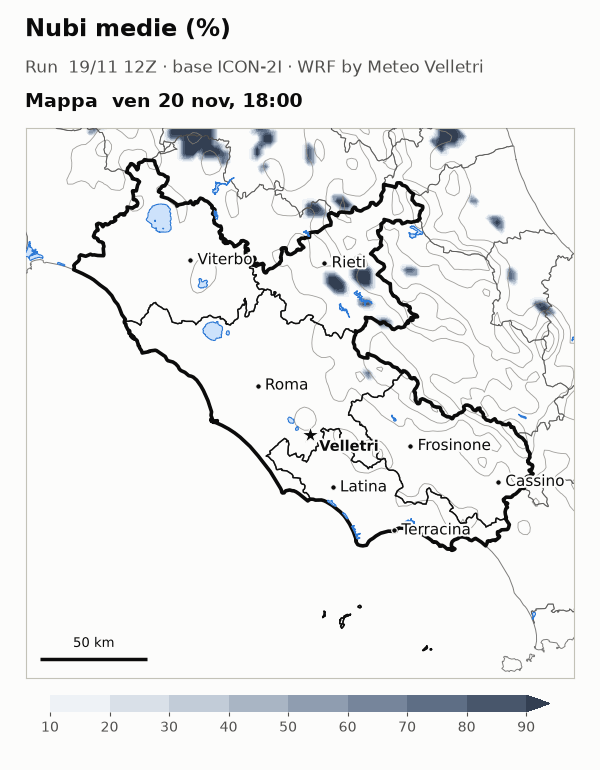 Nubi medie (%)
Run  19/11 12Z · base ICON-2I · WRF by Meteo Velletri
Mappa  ven 20 nov, 18:00
Viterbo
Rieti
Roma
Velletri
Frosinone
Latina
Cassino
Terracina
50 km
10 20 30 40 50 60 70 80 90